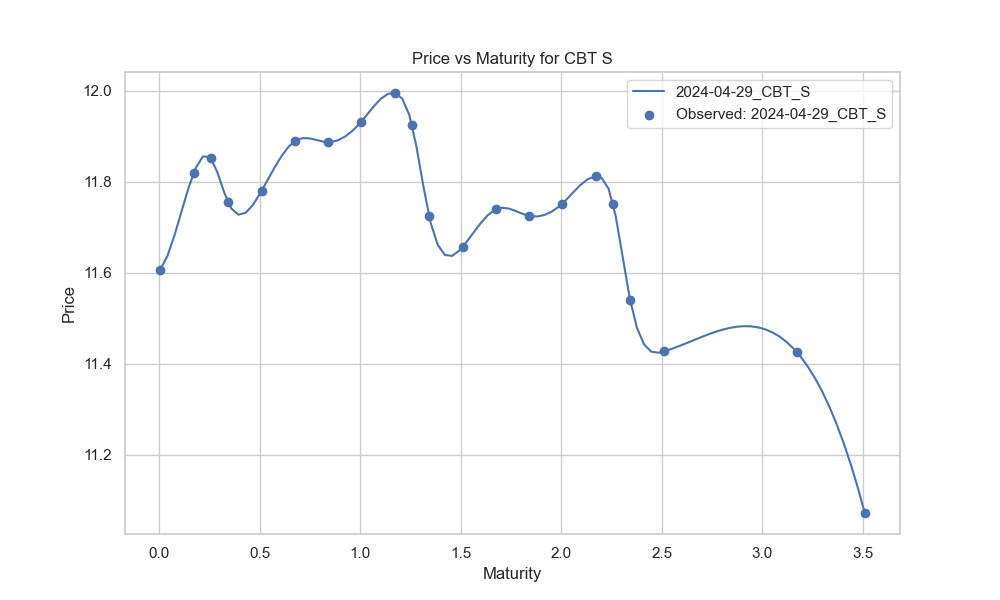 Price vs Maturity for CBT S
2024-04-29_CBT_S
Observed: 2024-04-29_CBT_S
12.0
11.8
11.6
11.4
11.2
Price
0.0 0.5 1.0 1.5 2.0 2.5 3.0 3.5
Maturity